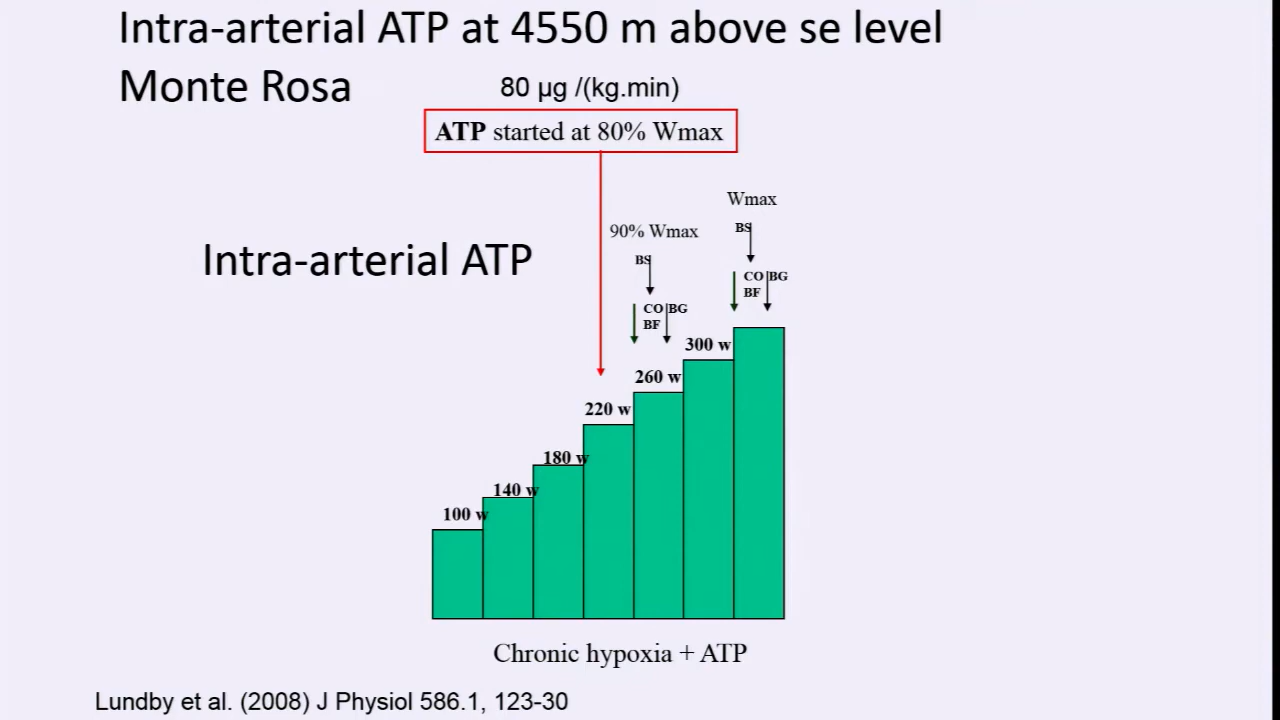 Intra-arterial ATP at 4550 m above se level
Monte Rosa
80 µg /(kg.min)
ATP started at 80% Wmax
Wmax
BS
90% Wmax
Intra-arterial ATP
BS
CO BG
BF
CO BG
BF
300 w
260 w
220 w
180 w
140 w
100 w
Chronic hypoxia + ATP
Lundby et al. (2008) J Physiol 586.1, 123-30